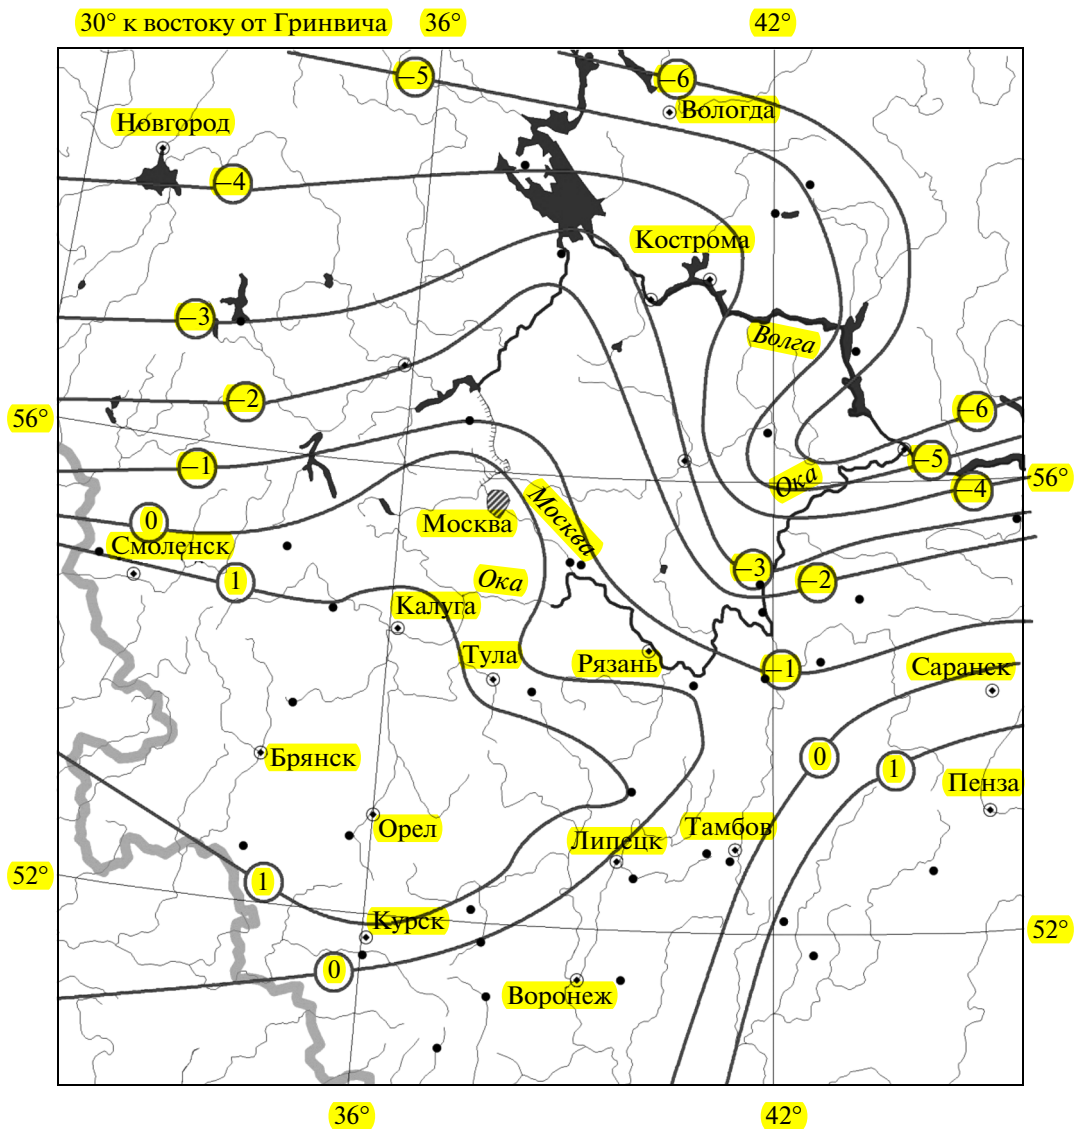 30° к востоку от Гринвича 36° 42°
−5
−6
Вологда
Новгород
−4
Кострома
−3
Волга
−2
−6
56°
−1
−5
Ока
56°
−4
0
Москва
Москва
Смоленск
−3
1
Ока
−2
Калуга
Тула
Рязань
−1
Саранск
Брянск
0
1
Пенза
Орел
Липецк
Тамбов
52°
1
Курск
52°
0
Воронеж
36° 42°